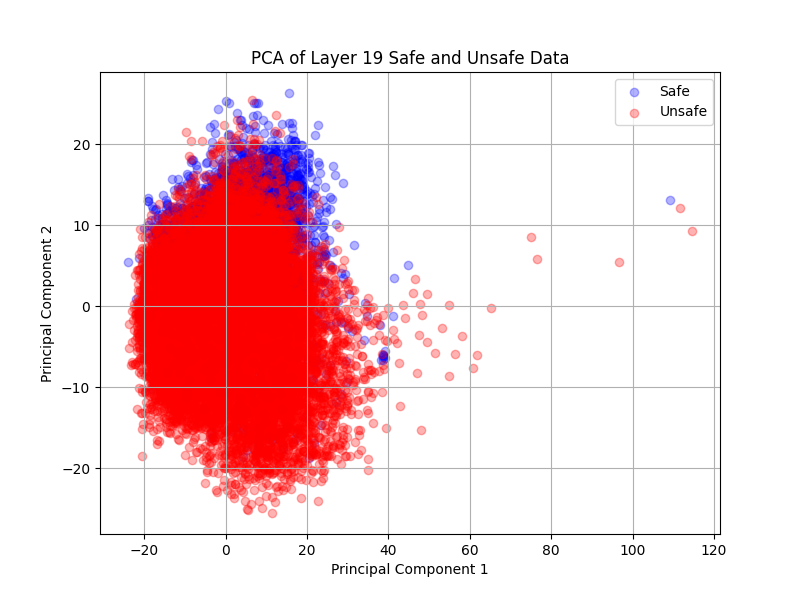 PCA of Layer 19 Safe and Unsafe Data
Safe
Unsafe
Principal Component 2
20
10
0
−10
−20
−20
0
20
40
60
80
100
120
Principal Component 1